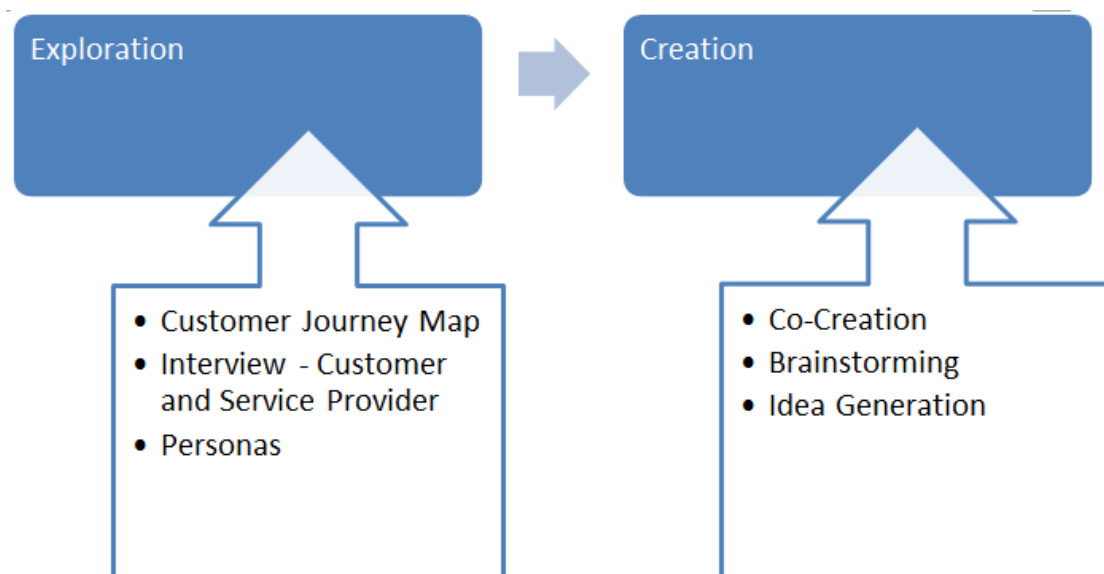 Exploration
Creation
• Customer Journey Map
• Interview - Customer
and Service Provider
• Personas
• Co-Creation
• Brainstorming
• Idea Generation